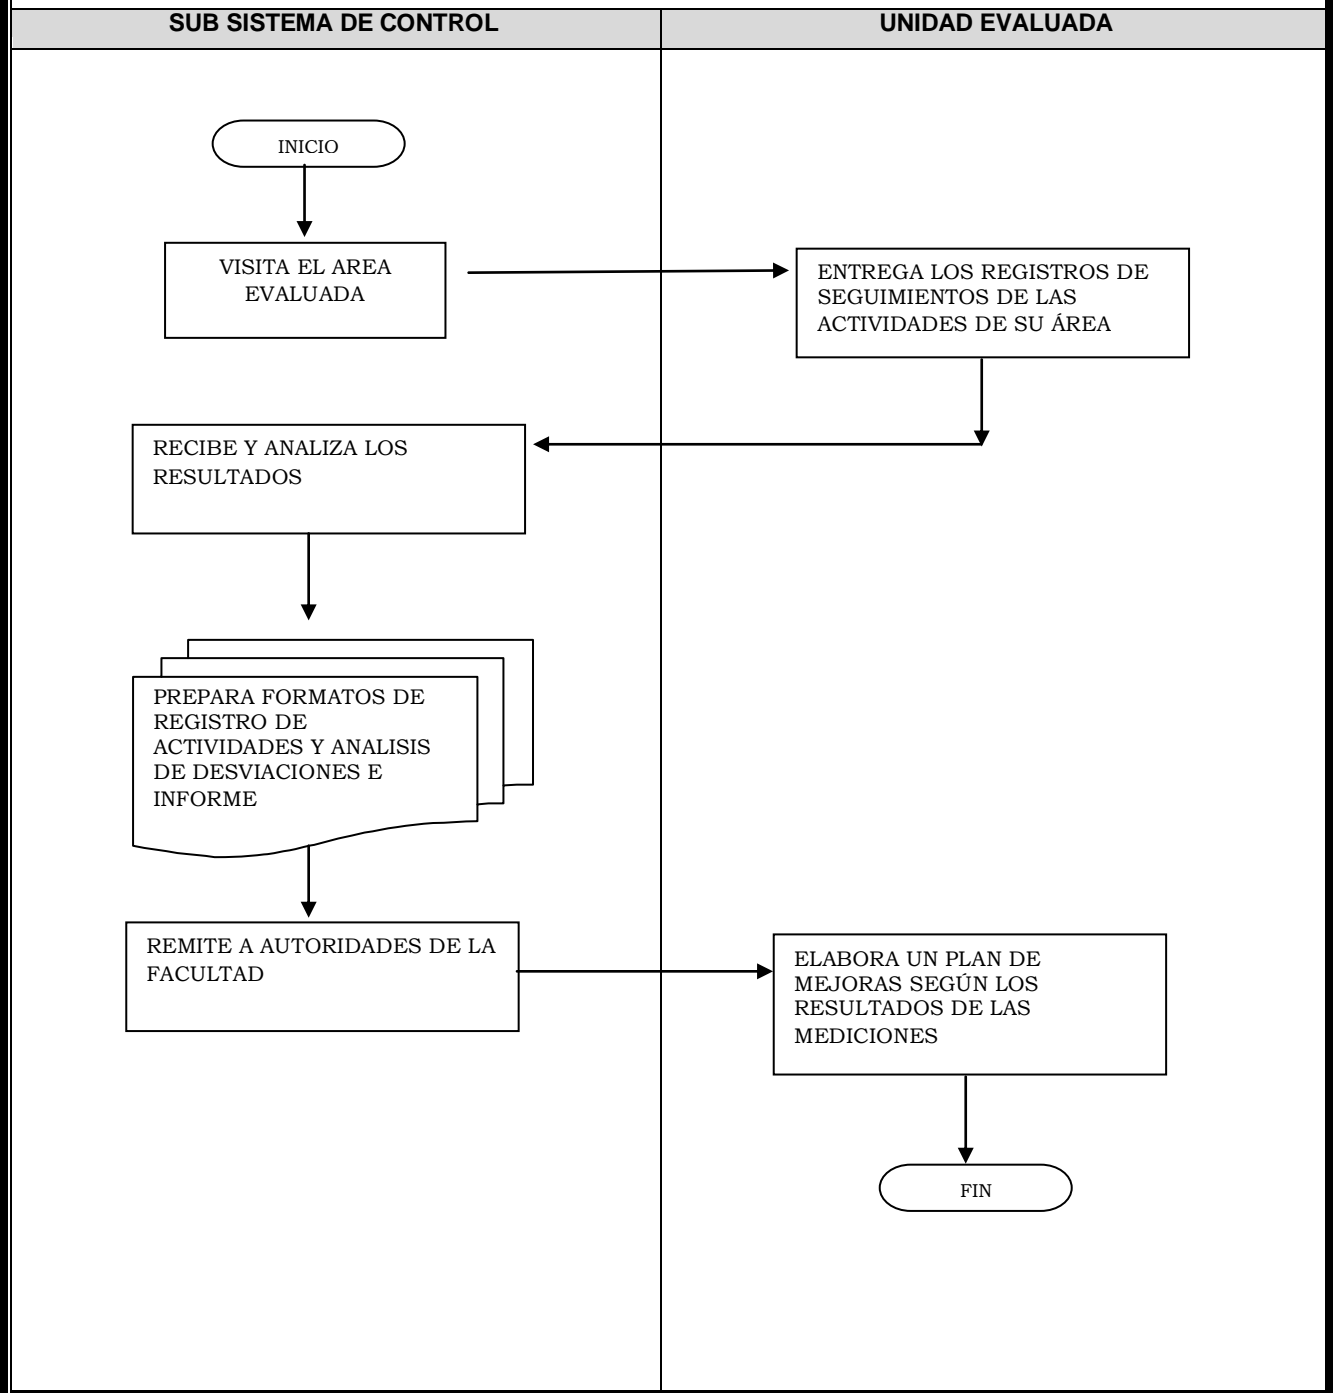 SUB SISTEMA DE CONTROL
UNIDAD EVALUADA
INICIO
VISITA EL AREA
EVALUADA
ENTREGA LOS REGISTROS DE
SEGUIMIENTOS DE LAS
ACTIVIDADES DE SU ÁREA
RECIBE Y ANALIZA LOS
RESULTADOS
PREPARA FORMATOS DE
REGISTRO DE
ACTIVIDADES Y ANALISIS
DE DESVIACIONES E
INFORME
REMITE A AUTORIDADES DE LA
FACULTAD
ELABORA UN PLAN DE
MEJORAS SEGÚN LOS
RESULTADOS DE LAS
MEDICIONES
FIN